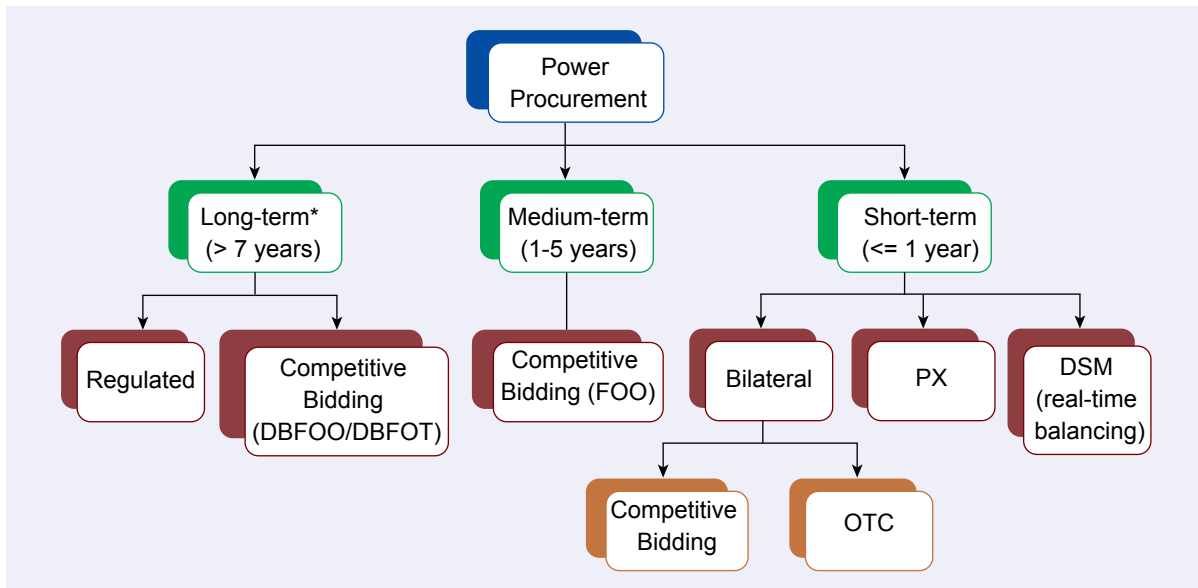 Power
Procurement
Long-term*
(> 7 years)
Medium-term
(1-5 years)
Short-term
(<= 1 year)
Regulated
Competitive
Bidding
(DBFOO/DBFOT)
Competitive
Bidding (FOO)
Bilateral
PX
DSM
(real-time
balancing)
Competitive
Bidding
OTC